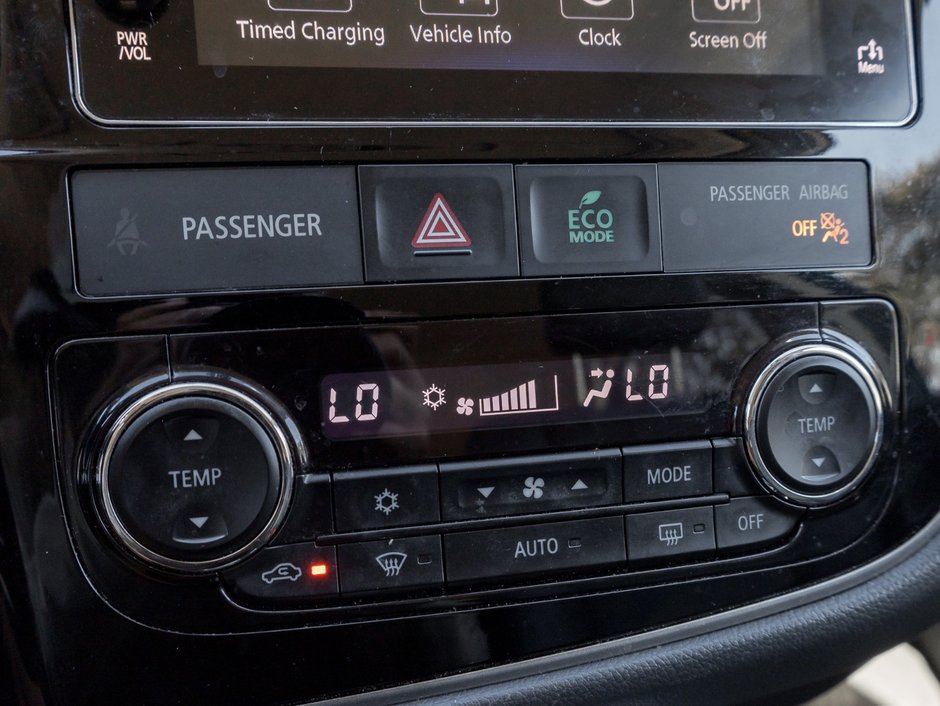 PWR
/VOL
Timed Charging
Vehicle Info
Clock
OFF
Screen Off
Menu
PASSENGER
ECO
MODE
PASSENGER AIRBAG
OFF 2
LO
LO
TEMP
TEMP
MODE
AUTO
OFF